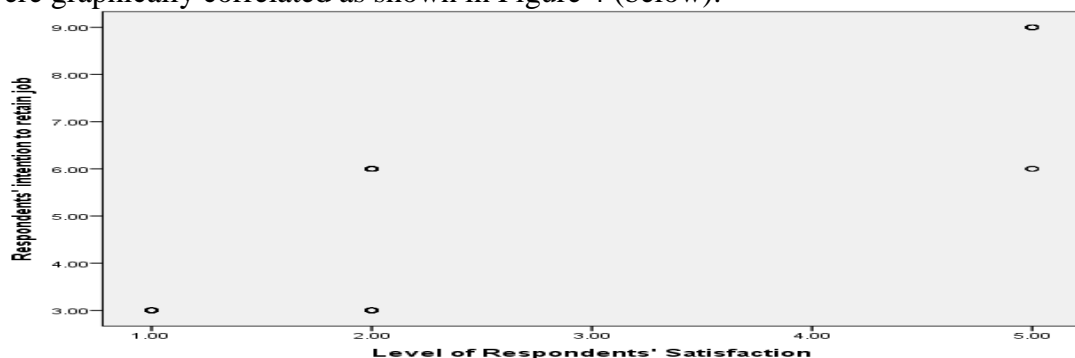 ere graphically correlated as shown in Figure 4 (below).
9.00
8.00
7.00
6.00
5.00
4.00
3.00
Respondents' intention to retain job
1.00 2.00 3.00 4.00 5.00
Level of Respondents' Satisfaction